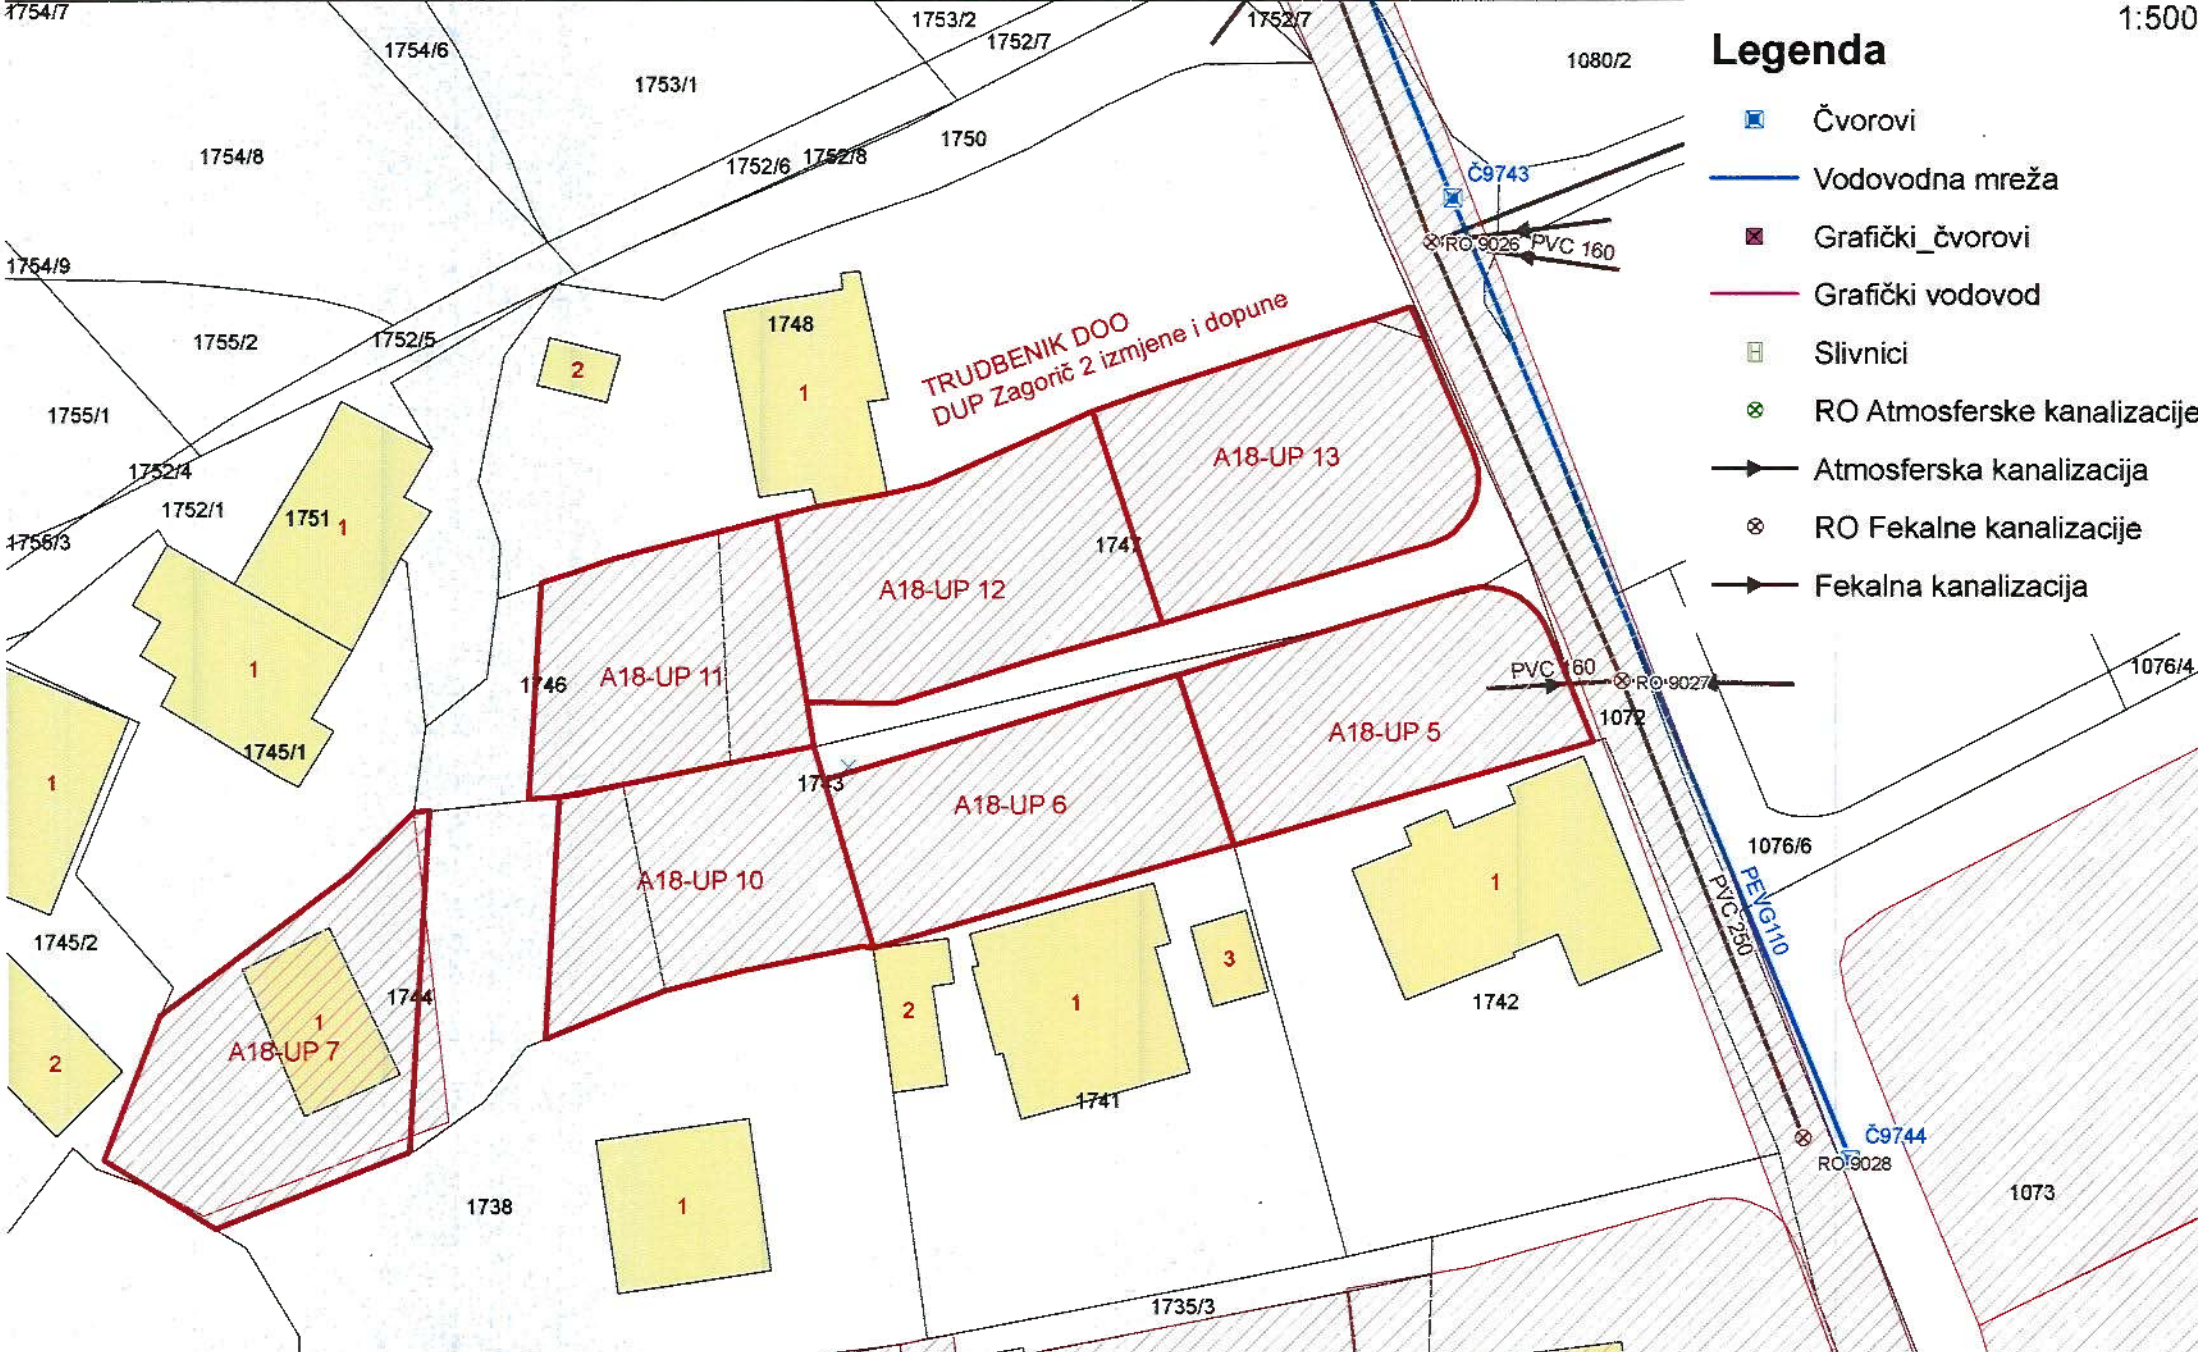 1754/7
1753/2
1752/7
1752/7
1:500
1754/6
1753/1
1080/2
Legenda
Čvorovi
Vodovodna mreža
Grafički_čvorovi
Grafički vodovod
Slivnici
RO Atmosferske kanalizacije
Atmosferska kanalizacija
RO Fekalne kanalizacije
Fekalna kanalizacija
1754/8
1752/6
1752/8
1750
Č9743
RO 9026
PVC 160
1754/9
1755/2
1752/5
1748
1
2
TRUDBENIK DOO
DUP Zagorič 2 izmjene i dopune
1755/1
1752/4
1752/1
1751
1
1755/3
A18-UP 13
1747
A18-UP 12
1
1746
A18-UP 11
1745/1
1
PVC 160
RO 9027
1072
1076/4
A18-UP 5
1743
A18-UP 6
A18-UP 10
1
1076/6
PEVG110
PVC 250
1745/2
1744
1
A18-UP 7
2
2
1
3
1742
1741
Č9744
RO 9028
1738
1
1073
1735/3